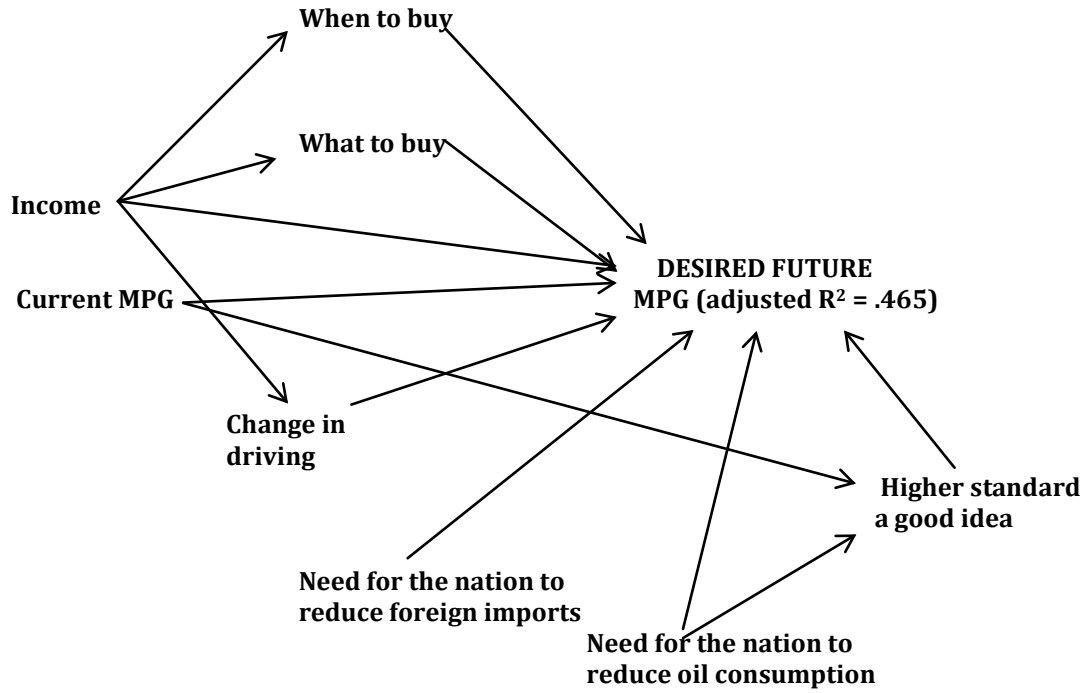 When to buy
What to buy
Income
DESIRED FUTURE
MPG (adjusted R² = .465)
Current MPG
Change in
driving
Higher standard
a good idea
Need for the nation to
reduce foreign imports
Need for the nation to
reduce oil consumption